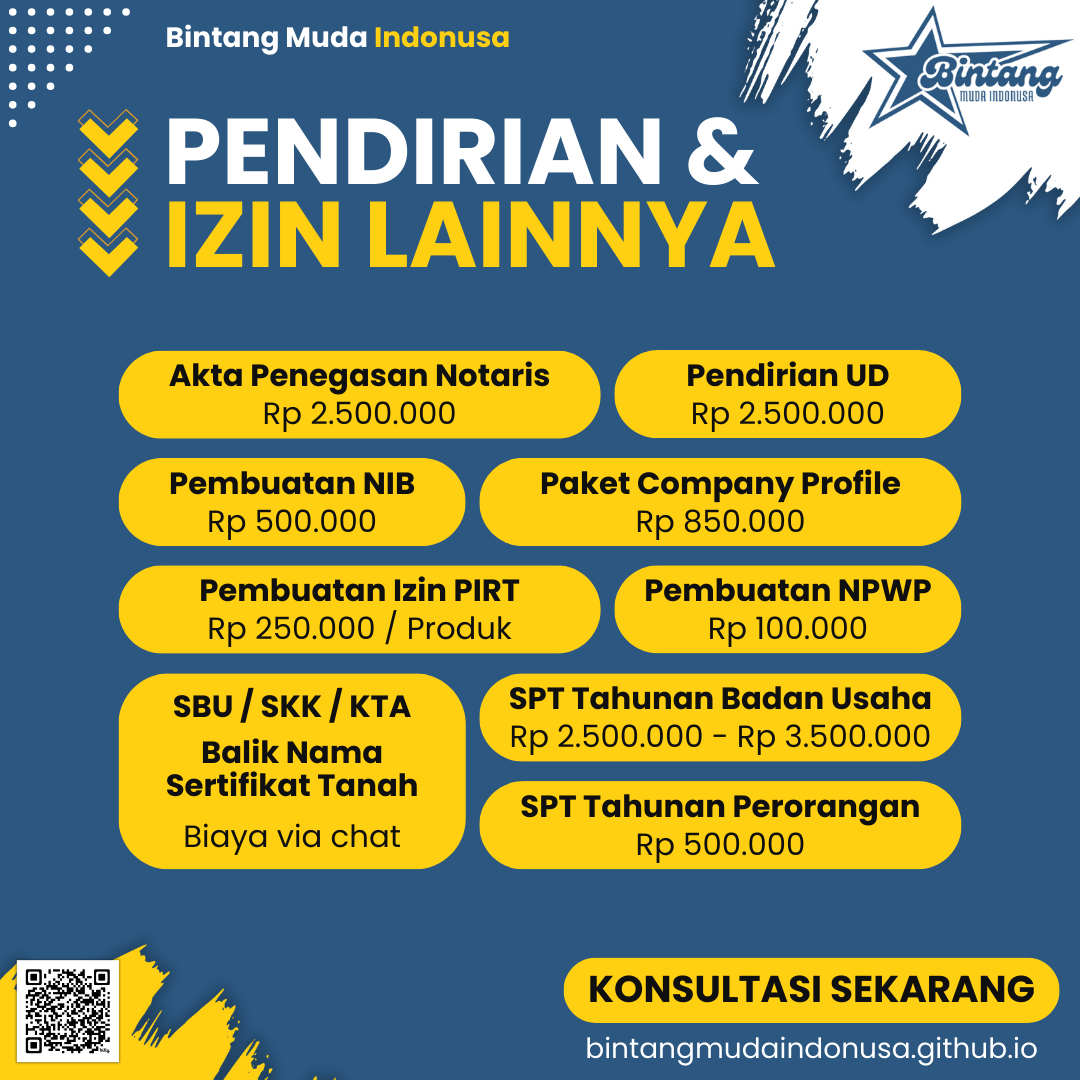 Bintang Muda Indonusa
Bintang
MUDA INDONUSA
PENDIRIAN &
IZIN LAINNYA
Akta Penegasan Notaris
Rp 2.500.000
Pendirian UD
Rp 2.500.000
Pembuatan NIB
Rp 500.000
Paket Company Profile
Rp 850.000
Pembuatan Izin PIRT
Rp 250.000 / Produk
Pembuatan NPWP
Rp 100.000
SBU / SKK / KTA
Balik Nama
Sertifikat Tanah
Biaya via chat
SPT Tahunan Badan Usaha
Rp 2.500.000 - Rp 3.500.000
SPT Tahunan Perorangan
Rp 500.000
KONSULTASI SEKARANG
bintangmudaindonusa.github.io